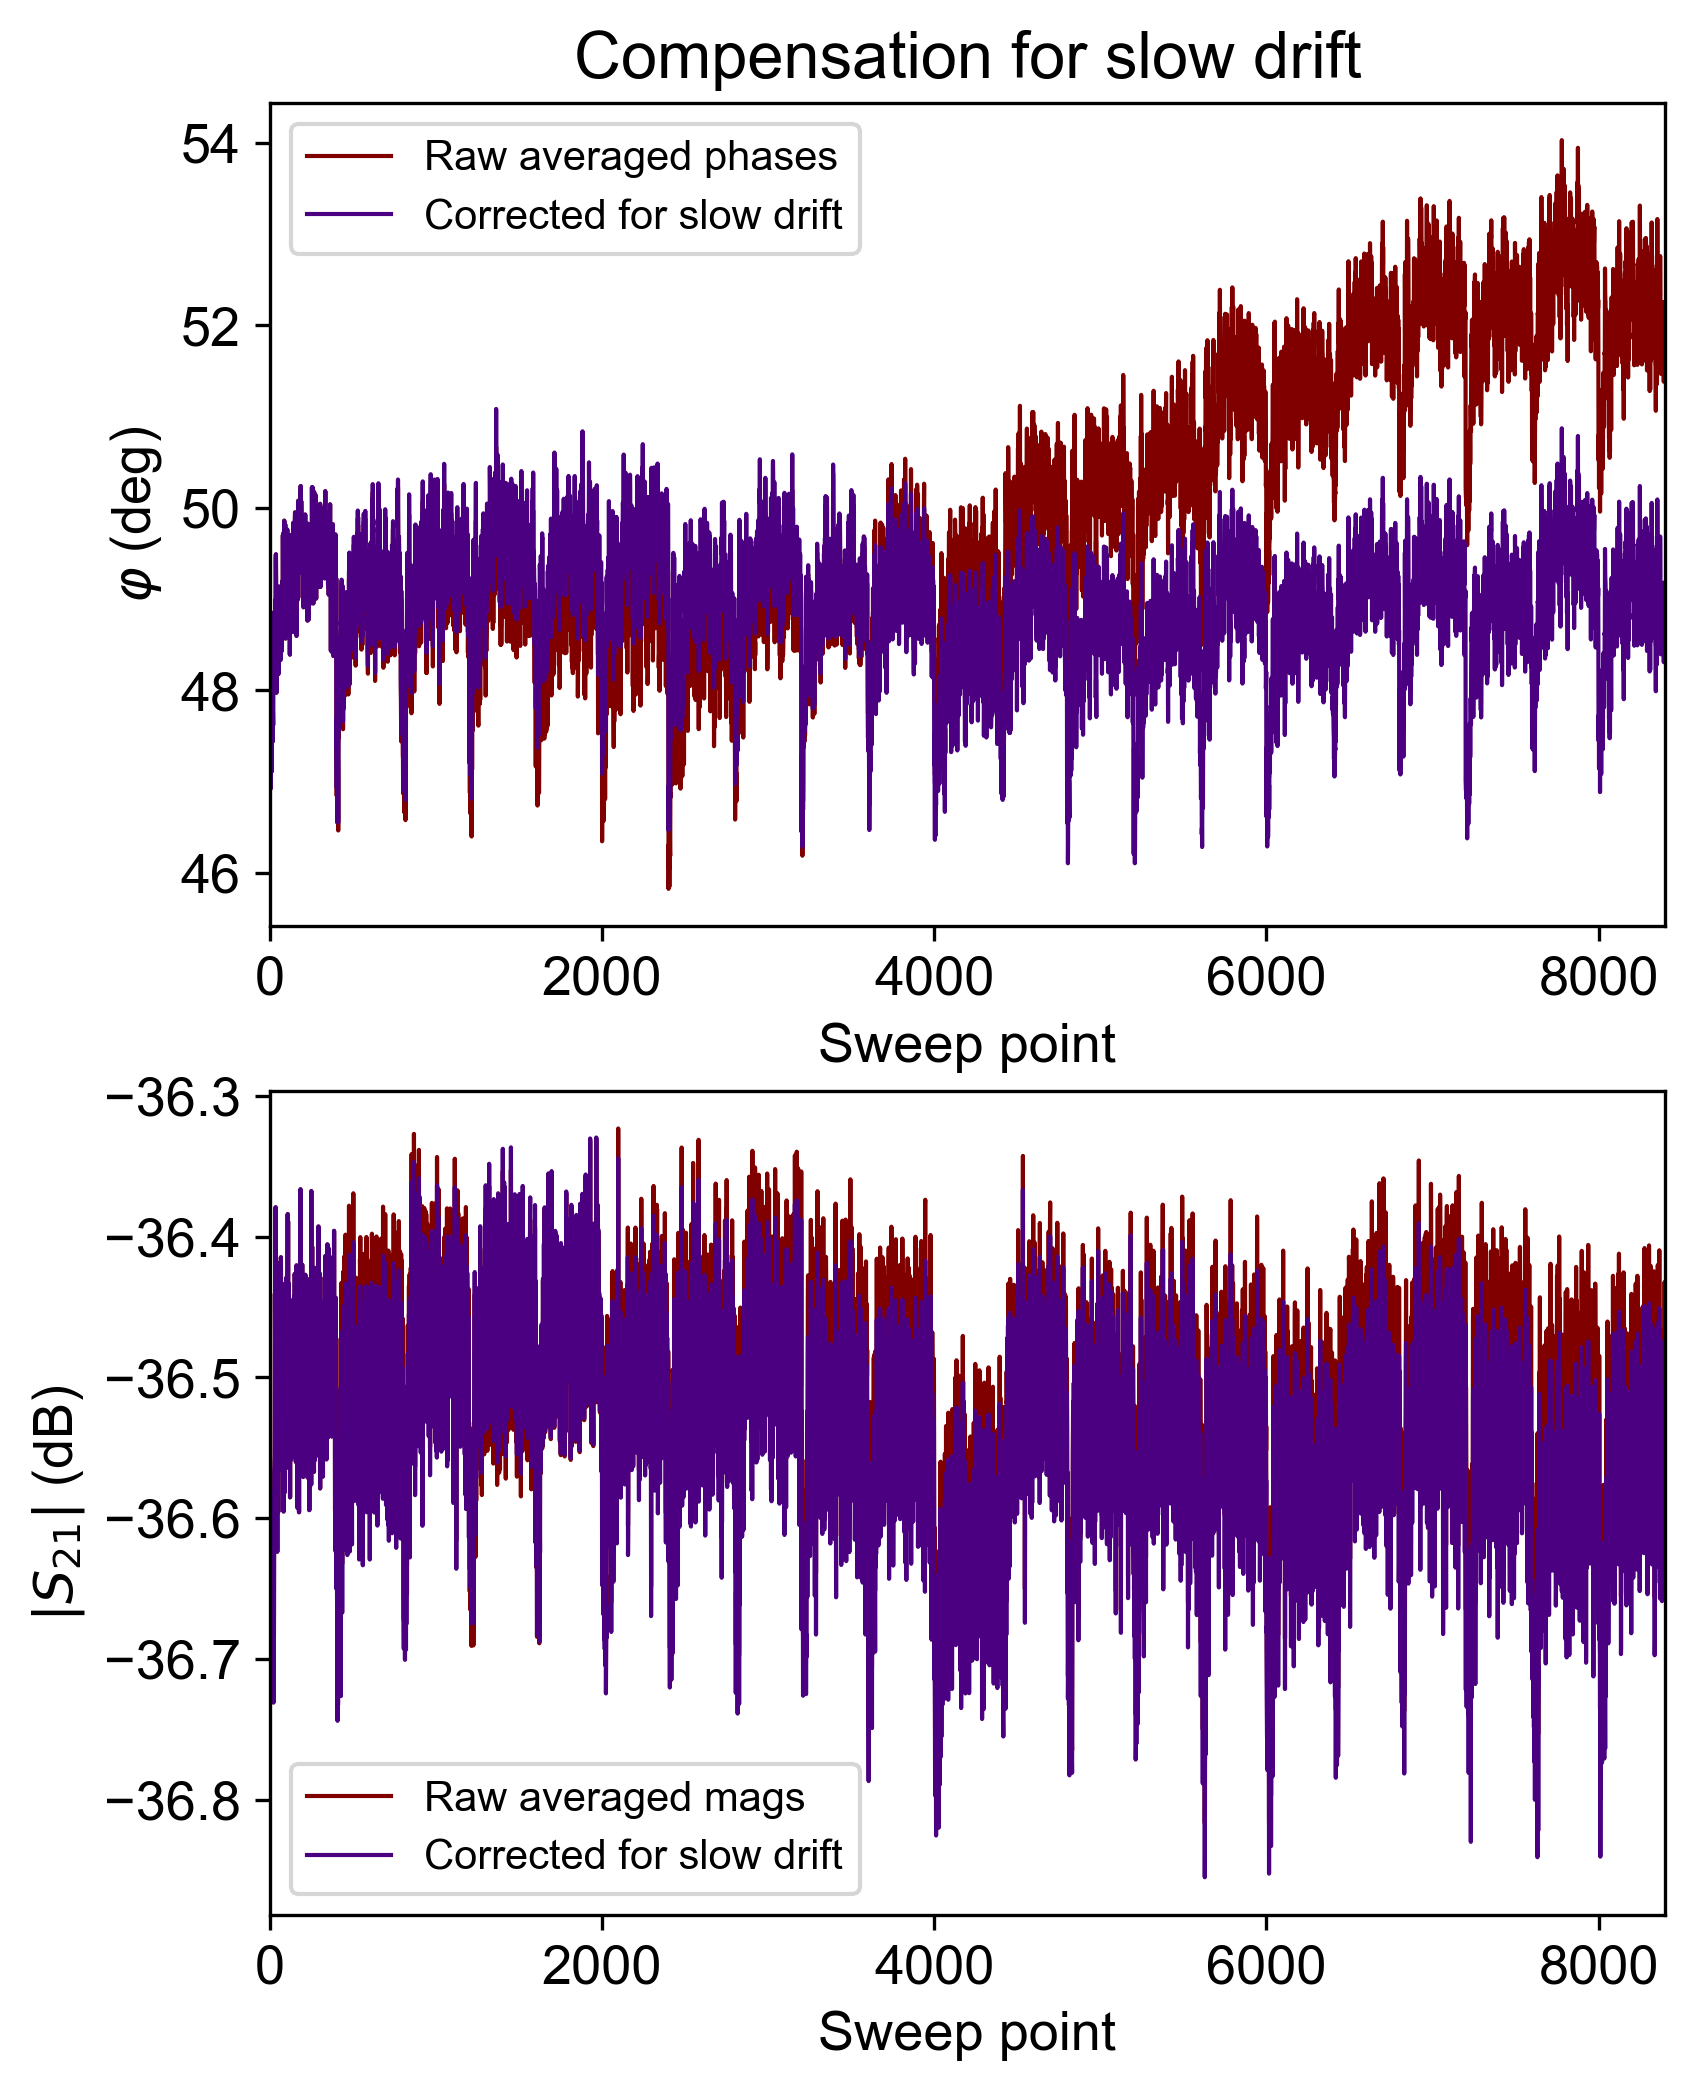 Compensation for slow drift
54
52
50
48
46
φ (deg)
Raw averaged phases
Corrected for slow drift
0 2000 4000 6000 8000
Sweep point
−36.3
−36.4
−36.5
−36.6
−36.7
−36.8
|S₂₁| (dB)
Raw averaged mags
Corrected for slow drift
0 2000 4000 6000 8000
Sweep point